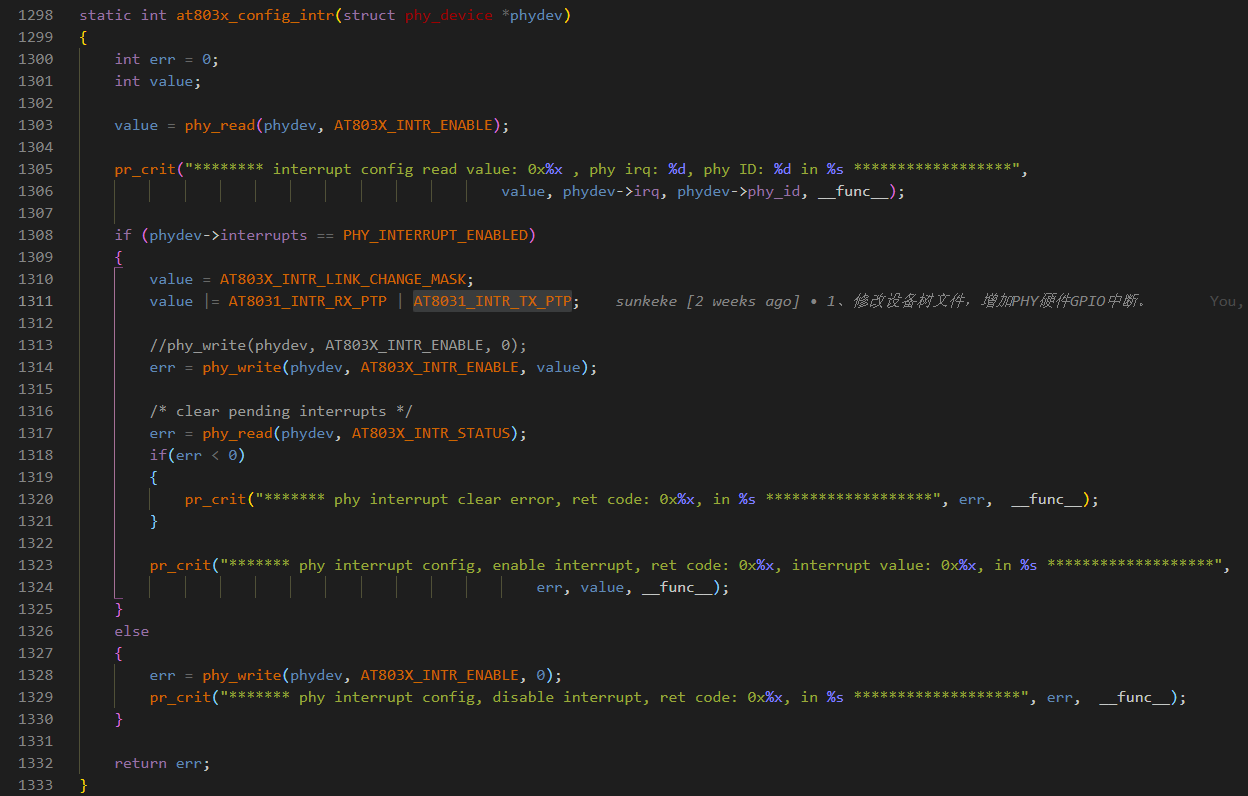 1298 static int at803x_config_intr(struct phy_device *phydev)
1299 {
1300 int err = 0;
1301 int value;
1302
1303 value = phy_read(phydev, AT803X_INTR_ENABLE);
1304
1305 pr_crit("******** interrupt config read value: 0x%x , phy irq: %d, phy ID: %d in %s ******************",
1306 value, phydev->irq, phydev->phy_id, __func__);
1307
1308 if (phydev->interrupts == PHY_INTERRUPT_ENABLED)
1309 {
1310 value = AT803X_INTR_LINK_CHANGE_MASK;
1311 value |= AT8031_INTR_RX_PTP | AT8031_INTR_TX_PTP; sunkeke [2 weeks ago] • 1、修改设备树文件，增加PHY硬件GPIO中断。 You,
1312
1313 //phy_write(phydev, AT803X_INTR_ENABLE, 0);
1314 err = phy_write(phydev, AT803X_INTR_ENABLE, value);
1315
1316 /* clear pending interrupts */
1317 err = phy_read(phydev, AT803X_INTR_STATUS);
1318 if(err < 0)
1319 {
1320 pr_crit("******* phy interrupt clear error, ret code: 0x%x, in %s *******************", err, __func__);
1321 }
1322
1323 pr_crit("******* phy interrupt config, enable interrupt, ret code: 0x%x, interrupt value: 0x%x, in %s *******************",
1324 err, value, __func__);
1325 }
1326 else
1327 {
1328 err = phy_write(phydev, AT803X_INTR_ENABLE, 0);
1329 pr_crit("******* phy interrupt config, disable interrupt, ret code: 0x%x, in %s *******************", err, __func__);
1330 }
1331
1332 return err;
1333 }